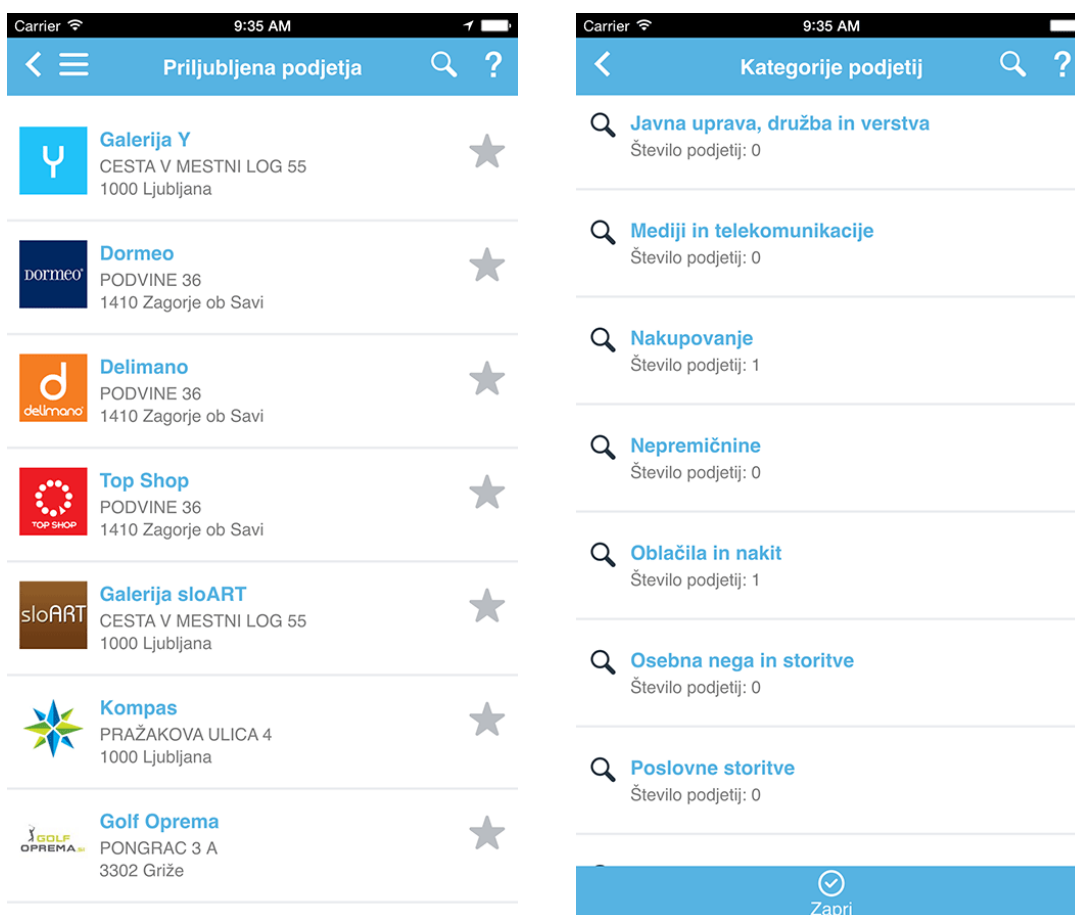 Carrier 9:35 AM
Priljubljena podjetja ?
Galerija Y
CESTA V MESTNI LOG 55
1000 Ljubljana
DORMEO
Dormeo
PODVINE 36
1410 Zagorje ob Savi
delimano
Delimano
PODVINE 36
1410 Zagorje ob Savi
TOP SHOP
Top Shop
PODVINE 36
1410 Zagorje ob Savi
sloART
Galerija sloART
CESTA V MESTNI LOG 55
1000 Ljubljana
Kompas
PRAŽAKOVA ULICA 4
1000 Ljubljana
GOLF
OPREMA
Golf Oprema
PONGRAC 3 A
3302 Griže
Carrier 9:35 AM
Kategorije podjetij ?
Javna uprava, družba in verstva
Število podjetij: 0
Mediji in telekomunikacije
Število podjetij: 0
Nakupovanje
Število podjetij: 1
Nepremičnine
Število podjetij: 0
Oblačila in nakit
Število podjetij: 1
Osebna nega in storitve
Število podjetij: 0
Poslovne storitve
Število podjetij: 0
Zapri